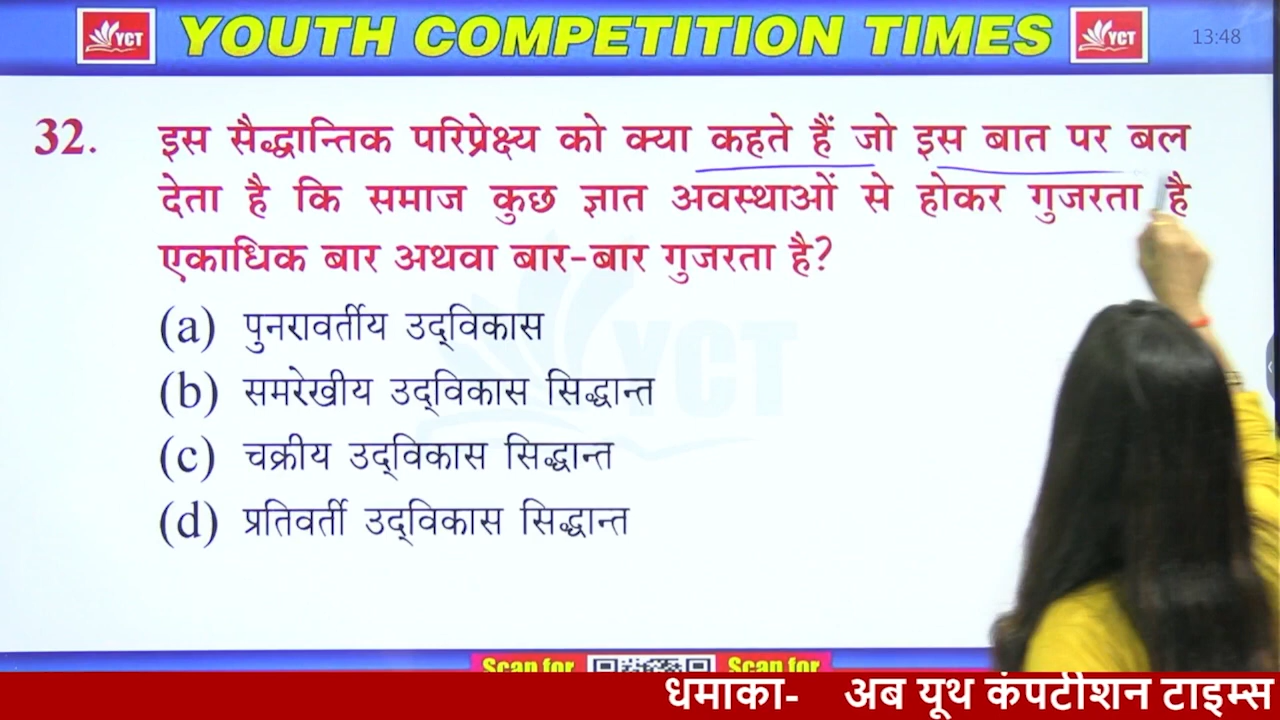 YCT
YOUTH COMPETITION TIMES
YCT
13:48
32. इस सैद्धान्तिक परिप्रेक्ष्य को क्या कहते हैं जो इस बात पर बल
देता है कि समाज कुछ ज्ञात अवस्थाओं से होकर गुजरता है
एकाधिक बार अथवा बार-बार गुजरता है?
(a) पुनरावर्तीय उद्‌विकास
(b) समरेखीय उद्‌विकास सिद्धान्त
(c) चक्रीय उद्‌विकास सिद्धान्त
(d) प्रतिवर्ती उद्‌विकास सिद्धान्त
YCT
Scan for
Scan for
धमाका- अब यूथ कंपटीशन टाइम्स